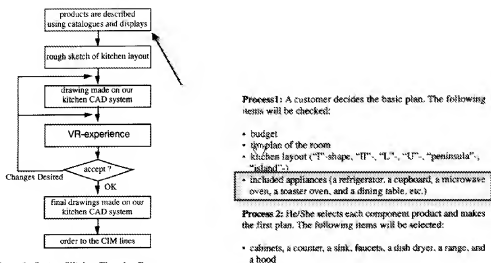 products are described
using catalogues and displays
rough sketch of kitchen layout
drawing made on our
kitchen CAD system
VR-experience
accept ?
Changes Desired
OK
final drawings made on our
kitchen CAD system
order to the CIM lines
Process1: A customer decides the basic plan. The following
items will be checked:
• budget
• plan of the room
• kitchen layout ("I"-shape, "II"-, "L"-, "U"-, "peninsula"-,
"island"-)
• included appliances (a refrigerator, a cupboard, a microwave
oven, a toaster oven, and a dining table, etc.)
Process 2: He/She selects each component product and makes
the first plan. The following items will be selected:
• cabinets, a counter, a sink, faucets, a dish dryer, a range, and
a hood